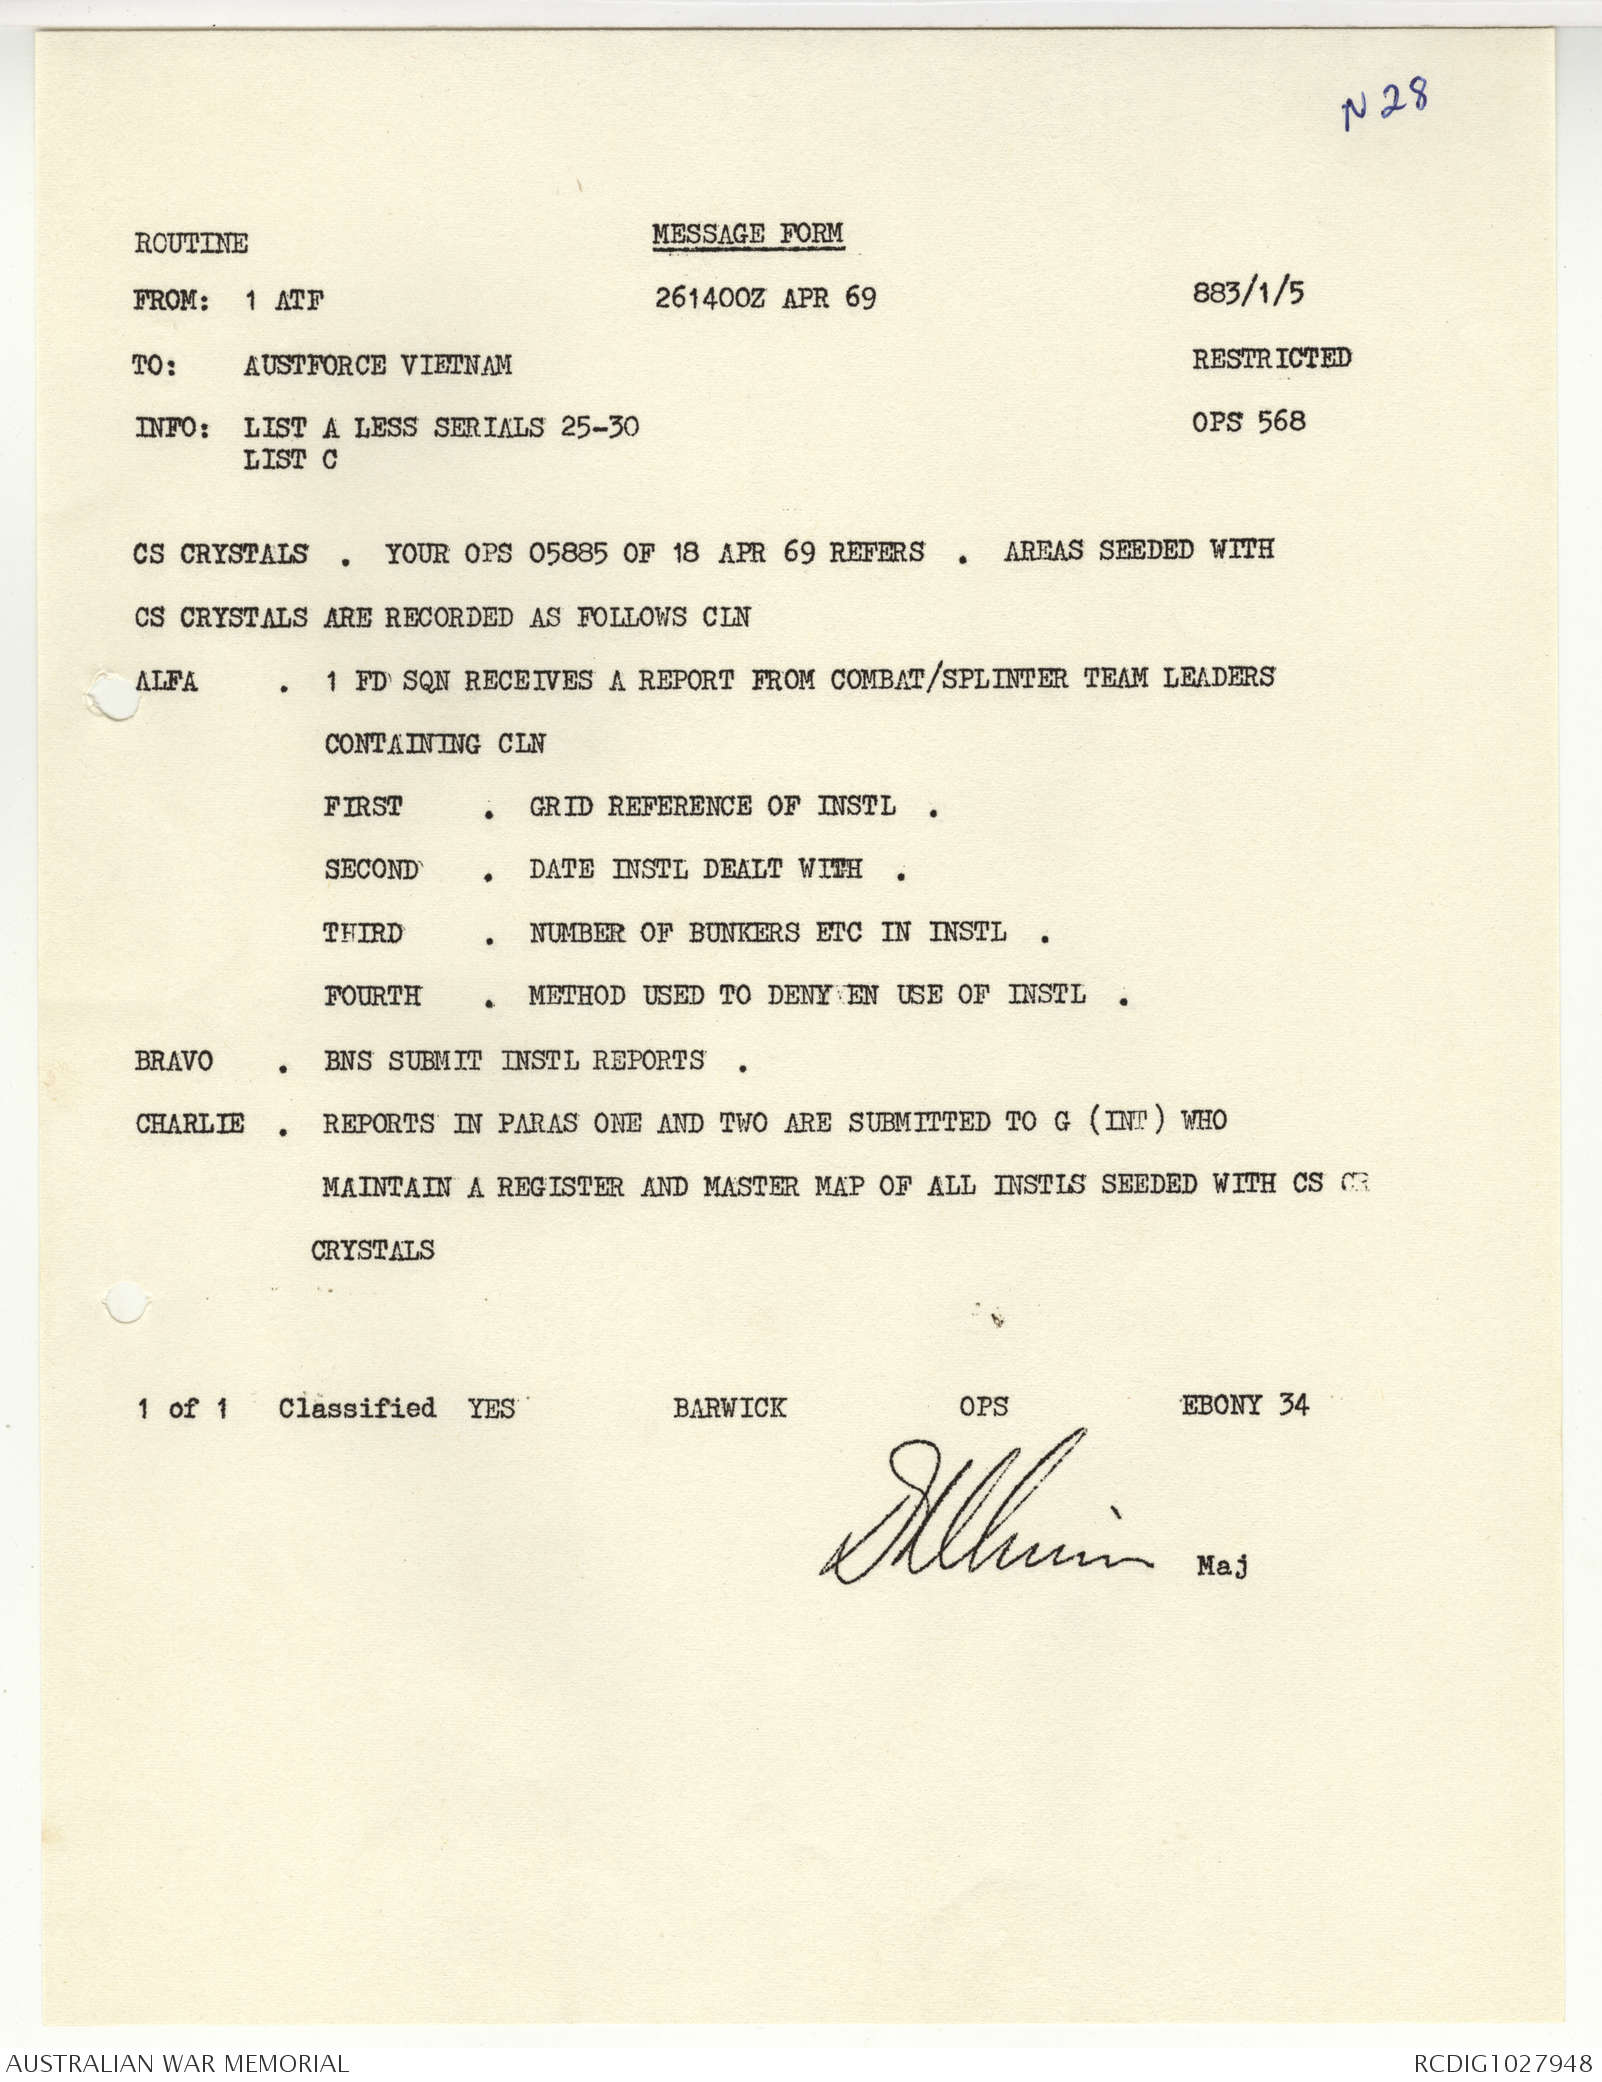 N 28
ROUTINE
MESSAGE FORM
FROM: 1 ATF 261400Z APR 69 883/1/5
TO: AUSTFORCE VIETNAM RESTRICTED
INFO: LIST A LESS SERIALS 25-30 OPS 568
LIST C
CS CRYSTALS . YOUR OPS O5885 OF 18 APR 69 REFERS . AREAS SEEDED WITH
CS CRYSTALS ARE RECORDED AS FOLLOWS CLN
ALFA . 1 FD SQN RECEIVES A REPORT FROM COMBAT/SPLINTER TEAM LEADERS
CONTAINING CLN
FIRST . GRID REFERENCE OF INSTL .
SECOND . DATE INSTL DEALT WITH .
THIRD . NUMBER OF BUNKERS ETC IN INSTL .
FOURTH . METHOD USED TO DENY EN USE OF INSTL .
BRAVO . BNS SUBMIT INSTL REPORTS .
CHARLIE . REPORTS IN PARAS ONE AND TWO ARE SUBMITTED TO G (INT) WHO
MAINTAIN A REGISTER AND MASTER MAP OF ALL INSTLS SEEDED WITH CS CR
CRYSTALS
1 of 1 Classified YES BARWICK OPS EBONY 34
Maj
AUSTRALIAN WAR MEMORIAL RCDIG1027948